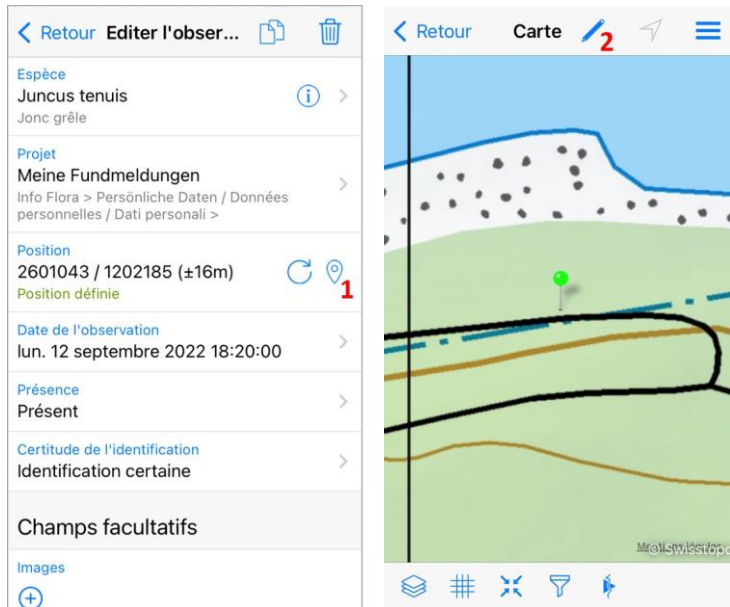 Retour Editer l'obser...
Espèce
Juncus tenuis
Jonc grêle
Projet
Meine Fundmeldungen
Info Flora > Persönliche Daten / Données
personnelles / Dati personali >
Position
2601043 / 1202185 (±16m)
1
Position définie
Date de l'observation
lun. 12 septembre 2022 18:20:00
Présence
Présent
Certitude de l'identification
Identification certaine
Champs facultatifs
Images
Retour Carte 2